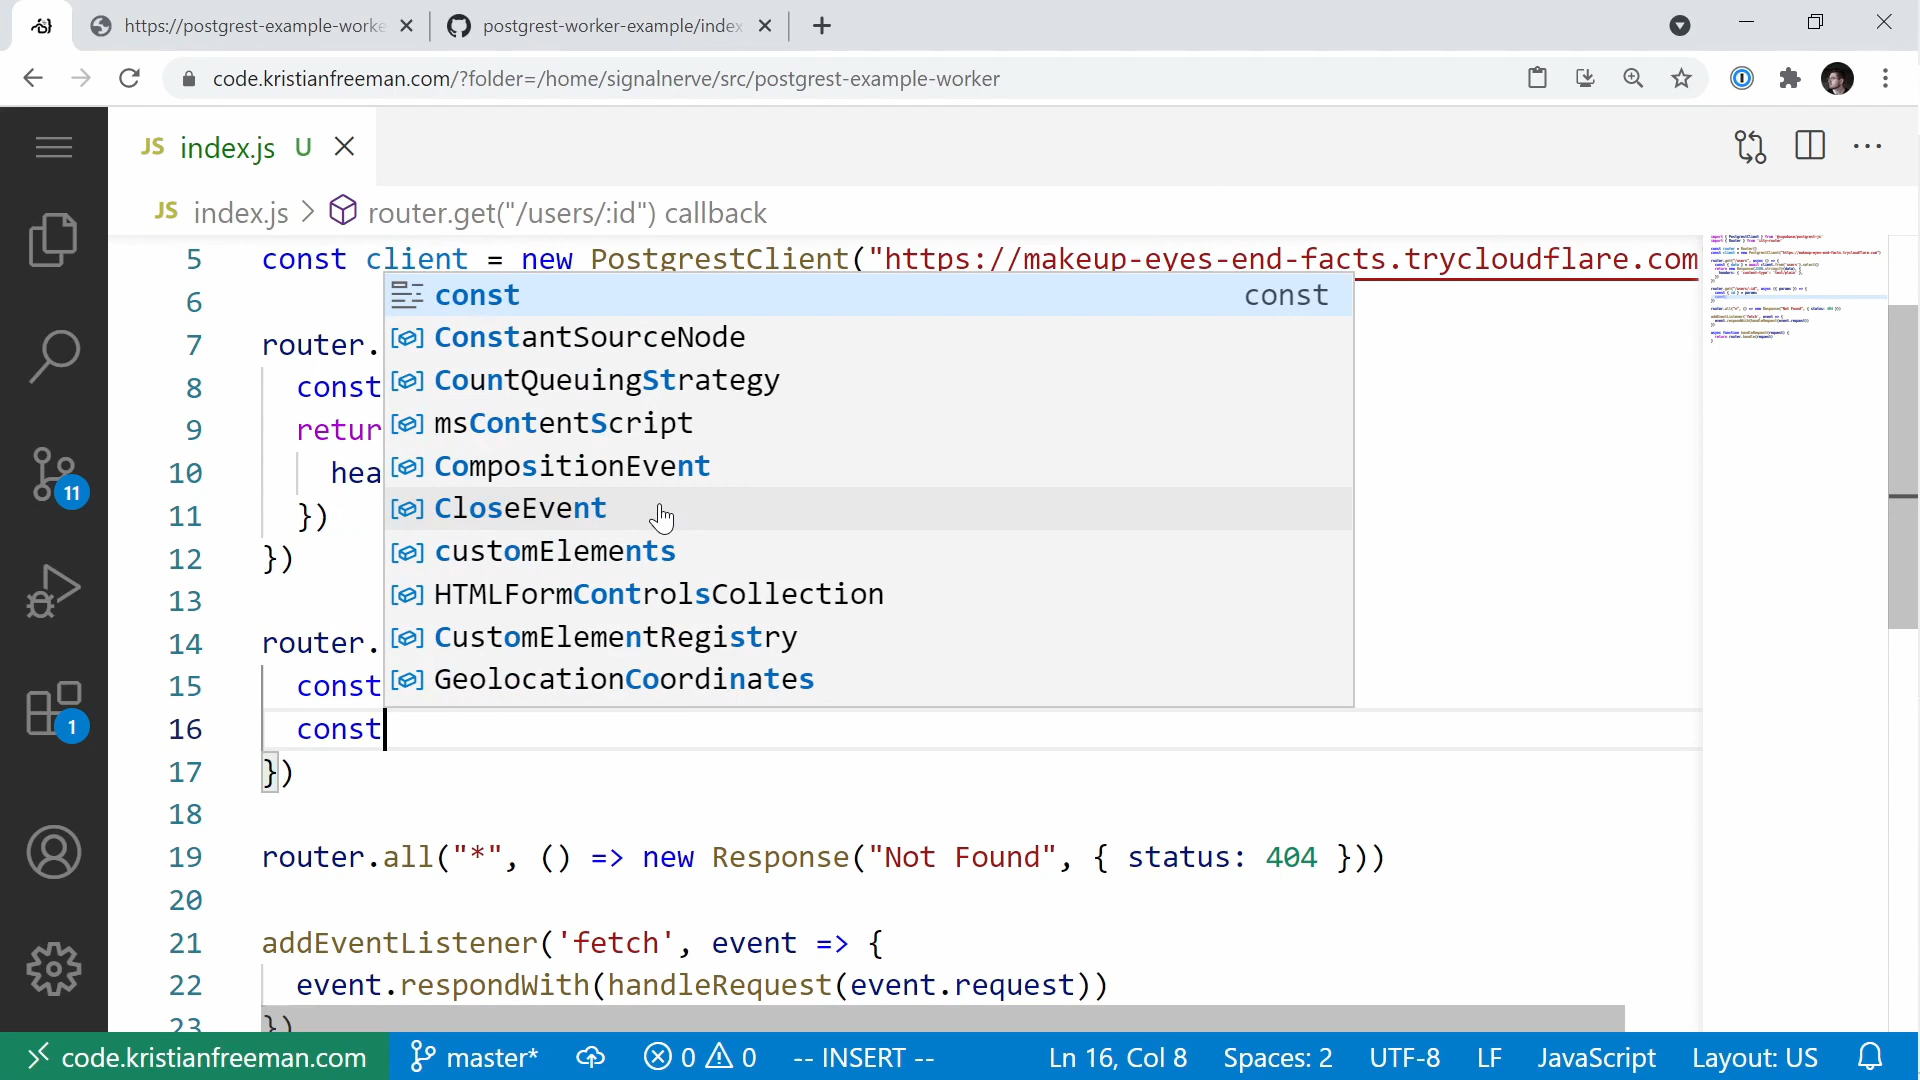 https://postgrest-example-worke
postgrest-worker-example/index
code.kristianfreeman.com/?folder=/home/signalnerve/src/postgrest-example-worker
JS index.js U
JS index.js > router.get("/users/:id") callback
5 const client = new PostgrestClient("https://makeup-eyes-end-facts.trycloudflare.com
6
const const
7 router.
ConstantSourceNode
8 const
CountQueuingStrategy
9 retur
msContentScript
10 hea
CompositionEvent
11 })
CloseEvent
12 })
customElements
13
HTMLFormControlsCollection
14 router.
CustomElementRegistry
15 const
GeolocationCoordinates
16 const
17 })
18
19 router.all("*", () => new Response("Not Found", { status: 404 }))
20
21 addEventListener('fetch', event => {
22 event.respondWith(handleRequest(event.request))
23 })
11
1
code.kristianfreeman.com master* 0 0 -- INSERT -- Ln 16, Col 8 Spaces: 2 UTF-8 LF JavaScript Layout: US